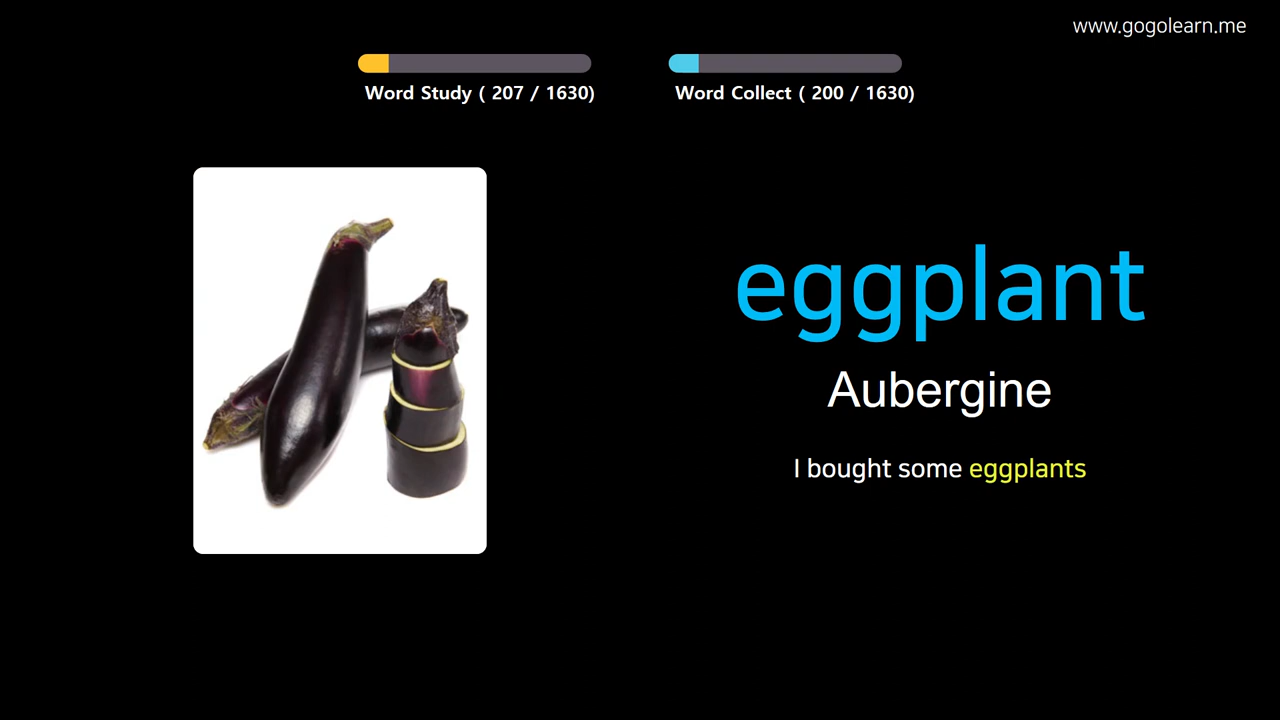 www.gogolearn.me
Word Study ( 207 / 1630)
Word Collect ( 200 / 1630)
eggplant
Aubergine
I bought some eggplants